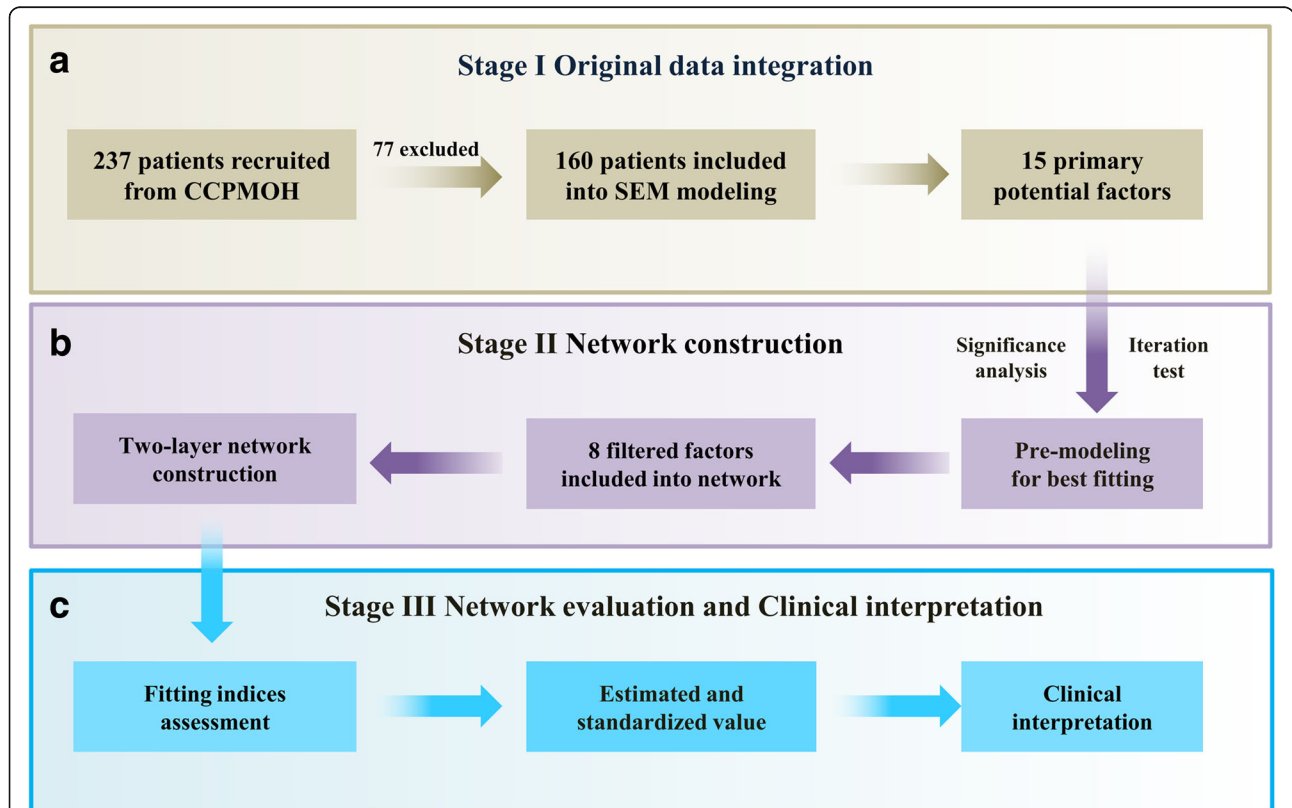 a
Stage I Original data integration
237 patients recruited
from CCPMOH
77 excluded
160 patients included
into SEM modeling
15 primary
potential factors
b
Stage II Network construction
Significance
analysis
Iteration
test
Two-layer network
construction
8 filtered factors
included into network
Pre-modeling
for best fitting
c
Stage III Network evaluation and Clinical interpretation
Fitting indices
assessment
Estimated and
standardized value
Clinical
interpretation